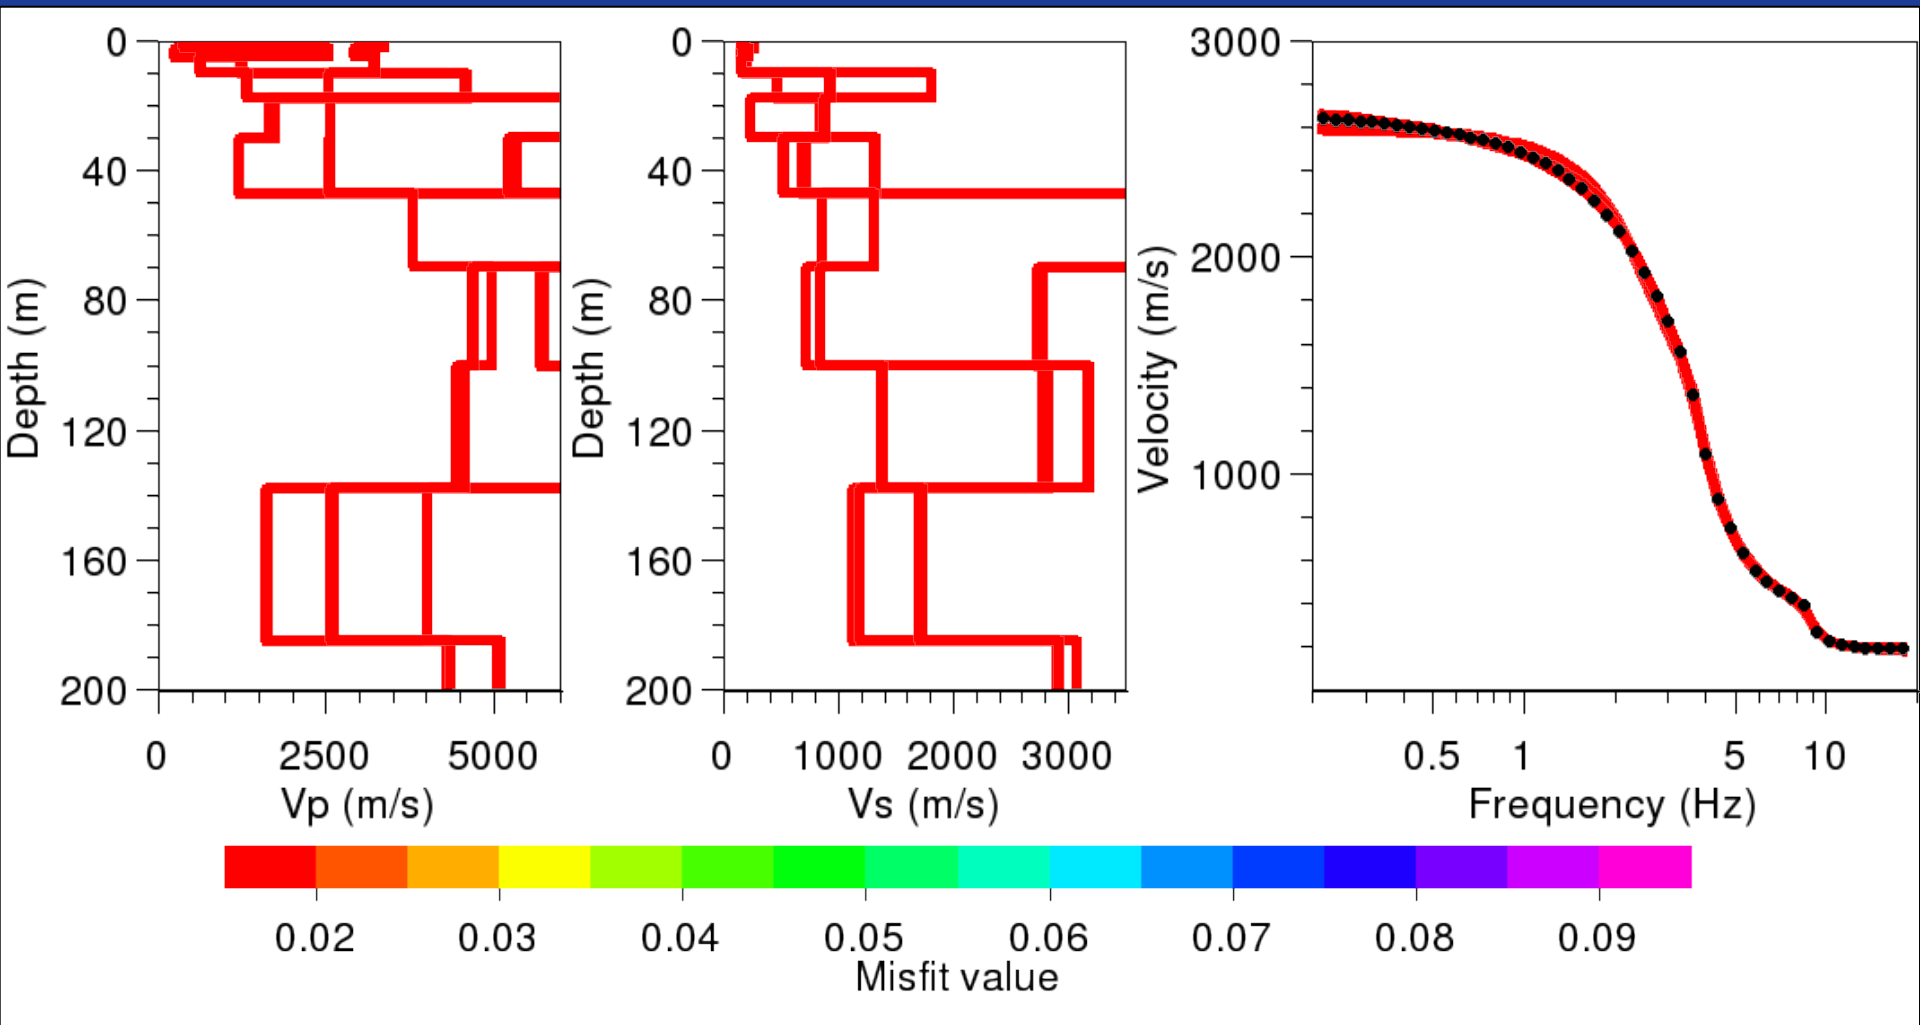 0
40
80
120
160
200
Depth (m)
0 2500 5000
Vp (m/s)
0
40
80
120
160
200
Depth (m)
0 1000 2000 3000
Vs (m/s)
3000
2000
1000
Velocity (m/s)
0.5 1 5 10
Frequency (Hz)
0.02 0.03 0.04 0.05 0.06 0.07 0.08 0.09
Misfit value